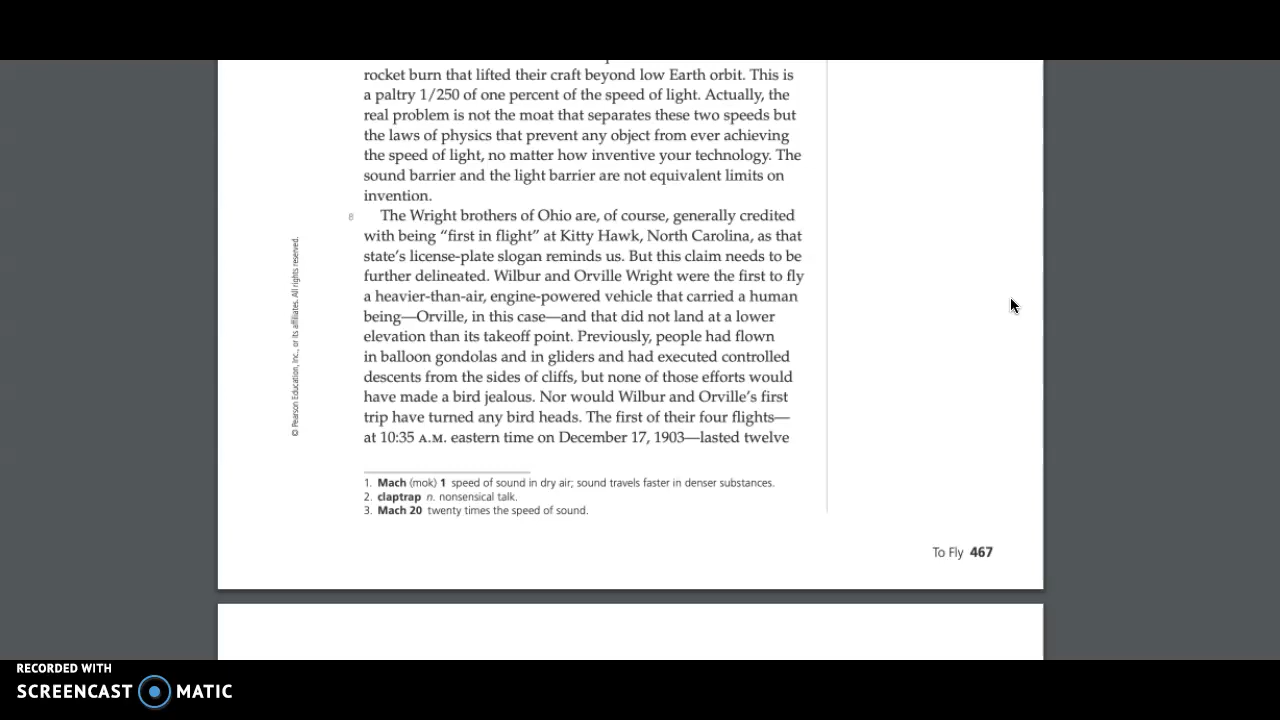 rocket burn that lifted their craft beyond low Earth orbit. This is
a paltry 1/250 of one percent of the speed of light. Actually, the
real problem is not the moat that separates these two speeds but
the laws of physics that prevent any object from ever achieving
the speed of light, no matter how inventive your technology. The
sound barrier and the light barrier are not equivalent limits on
invention.
8
The Wright brothers of Ohio are, of course, generally credited
with being “first in flight” at Kitty Hawk, North Carolina, as that
state’s license-plate slogan reminds us. But this claim needs to be
further delineated. Wilbur and Orville Wright were the first to fly
a heavier-than-air, engine-powered vehicle that carried a human
being—Orville, in this case—and that did not land at a lower
elevation than its takeoff point. Previously, people had flown
in balloon gondolas and in gliders and had executed controlled
descents from the sides of cliffs, but none of those efforts would
have made a bird jealous. Nor would Wilbur and Orville’s first
trip have turned any bird heads. The first of their four flights—
at 10:35 A.M. eastern time on December 17, 1903—lasted twelve
© Pearson Education, Inc., or its affiliates. All rights reserved.
1. Mach (mok) 1 speed of sound in dry air; sound travels faster in denser substances.
2. claptrap n. nonsensical talk.
3. Mach 20 twenty times the speed of sound.
To Fly 467
RECORDED WITH
SCREENCAST MATIC